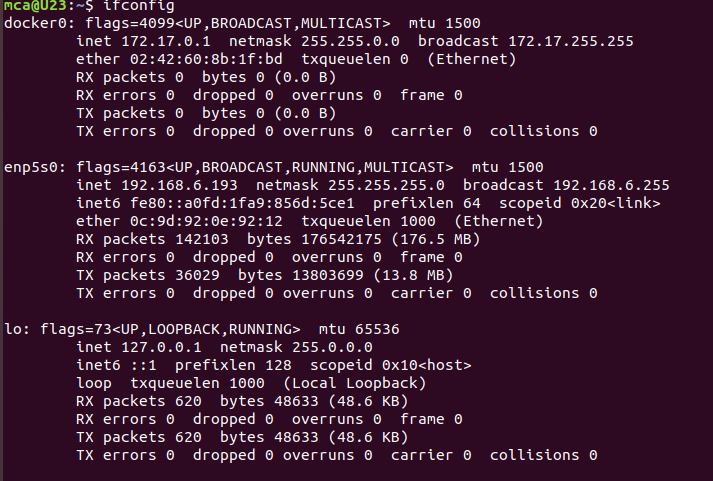 mca@U23:~$ ifconfig
docker0: flags=4099<UP,BROADCAST,MULTICAST>  mtu 1500
        inet 172.17.0.1  netmask 255.255.0.0  broadcast 172.17.255.255
        ether 02:42:60:8b:1f:bd  txqueuelen 0  (Ethernet)
        RX packets 0  bytes 0 (0.0 B)
        RX errors 0  dropped 0  overruns 0  frame 0
        TX packets 0  bytes 0 (0.0 B)
        TX errors 0  dropped 0 overruns 0  carrier 0  collisions 0

enp5s0: flags=4163<UP,BROADCAST,RUNNING,MULTICAST>  mtu 1500
        inet 192.168.6.193  netmask 255.255.255.0  broadcast 192.168.6.255
        inet6 fe80::a0fd:1fa9:856d:5ce1  prefixlen 64  scopeid 0x20<link>
        ether 0c:9d:92:0e:92:12  txqueuelen 1000  (Ethernet)
        RX packets 142103  bytes 176542175 (176.5 MB)
        RX errors 0  dropped 0  overruns 0  frame 0
        TX packets 36029  bytes 13803699 (13.8 MB)
        TX errors 0  dropped 0 overruns 0  carrier 0  collisions 0

lo: flags=73<UP,LOOPBACK,RUNNING>  mtu 65536
        inet 127.0.0.1  netmask 255.0.0.0
        inet6 ::1  prefixlen 128  scopeid 0x10<host>
        loop  txqueuelen 1000  (Local Loopback)
        RX packets 620  bytes 48633 (48.6 KB)
        RX errors 0  dropped 0  overruns 0  frame 0
        TX packets 620  bytes 48633 (48.6 KB)
        TX errors 0  dropped 0 overruns 0  carrier 0  collisions 0